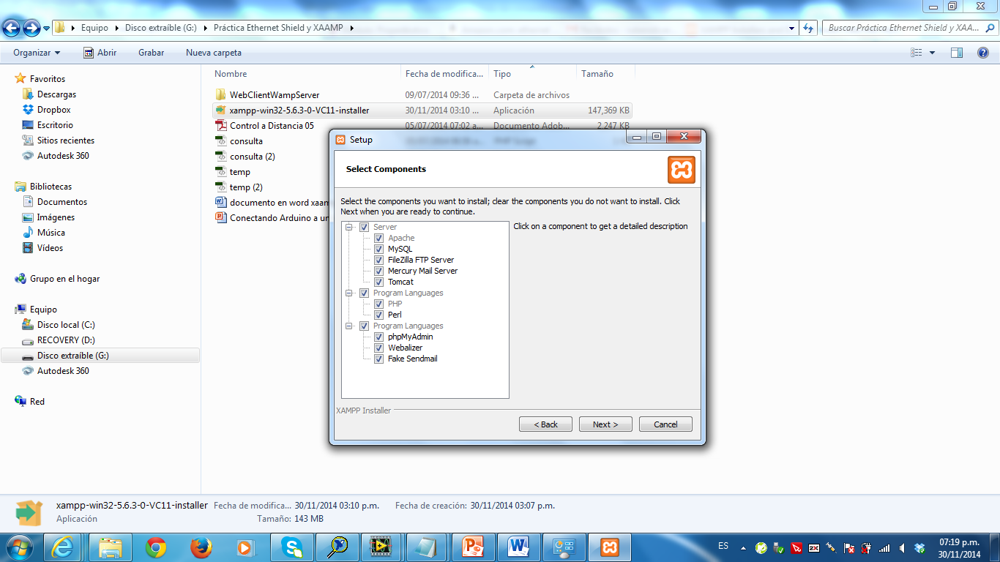 Equipo Disco extraíble (G:) Práctica Ethernet Shield y XAAMP
Buscar Práctica Ethernet Shield y XAA...
Organizar Abrir Grabar Nueva carpeta
Favoritos
Descargas
Dropbox
Escritorio
Sitios recientes
Autodesk 360
Bibliotecas
Documentos
Imágenes
Música
Vídeos
Grupo en el hogar
Equipo
Disco local (C:)
RECOVERY (D:)
Disco extraíble (G:)
Autodesk 360
Red
Nombre Fecha de modifica... Tipo Tamaño
WebClientWampServer 09/07/2014 09:36 ... Carpeta de archivos
xampp-win32-5.6.3-0-VC11-installer 30/11/2014 03:10 ... Aplicación 147,369 KB
Control a Distancia 05 05/07/2014 07:02 a... Documento Adob... 2,247 KB
consulta
consulta (2)
temp
temp (2)
documento en word xaam
Conectando Arduino a un
Setup
Select Components
Select the components you want to install; clear the components you do not want to install. Click
Next when you are ready to continue.
Server
Apache
MySQL
FileZilla FTP Server
Mercury Mail Server
Tomcat
Program Languages
PHP
Perl
Program Languages
phpMyAdmin
Webalizer
Fake Sendmail
Click on a component to get a detailed description
XAMPP Installer
< Back Next > Cancel
xampp-win32-5.6.3-0-VC11-installer Fecha de modifica... 30/11/2014 03:10 p.m. Fecha de creación: 30/11/2014 03:07 p.m.
Aplicación Tamaño: 143 MB
ES
07:19 p.m.
30/11/2014